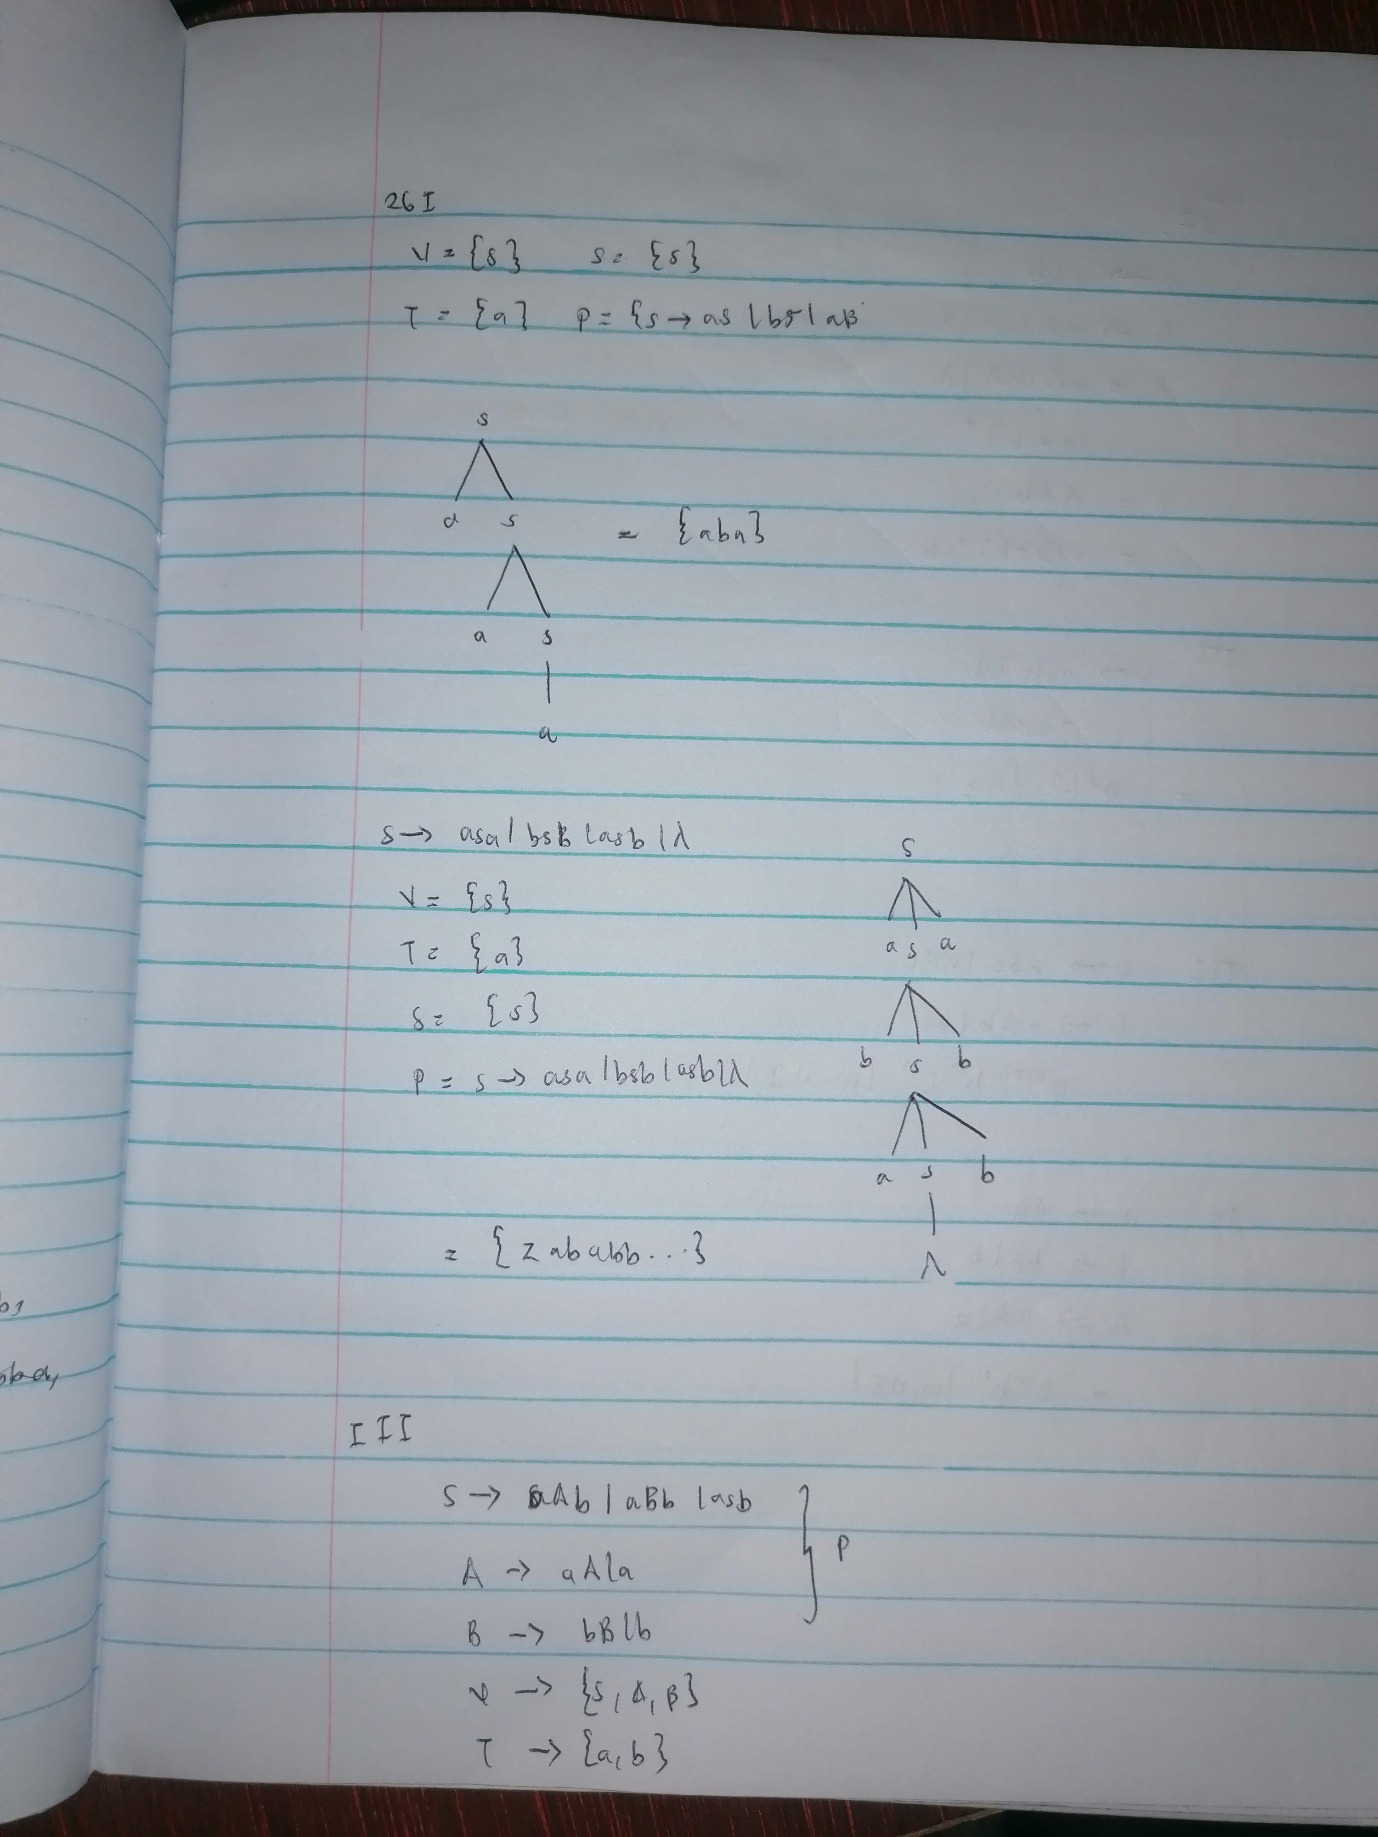 26 I
V = {s} s = {s}
T = {a} P = {s → as | bs | aB
s
a s
= {aba}
a s
a
s → asa | bsb | asb | λ
s
V = {s}
a s a
T = {a}
s = {s}
b s b
P = s → asa | bsb | asb | λ
a s b
= { z ab abb ... }
λ
ba,
III
S → aAb | aBb | asb
P
A → aA | a
B → bB | b
V → {S, A, B}
T → {a, b}